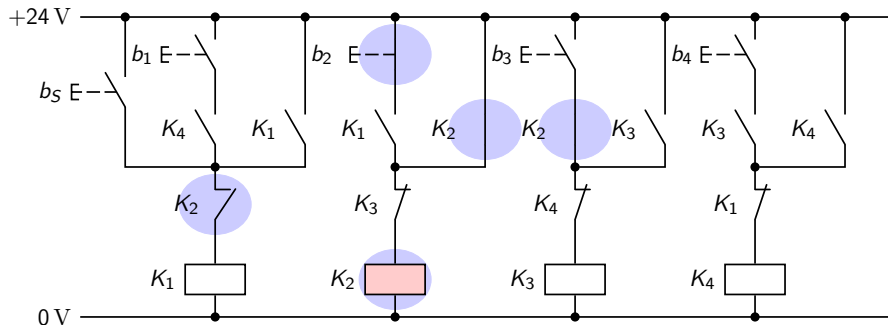 +24 V
b1 b2 b3 b4
bS
K4 K1 K1 K2 K2 K3 K3 K4
K2 K3 K4 K1
K1 K2 K3 K4
0 V